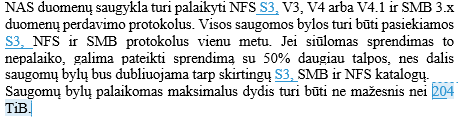 NAS duomenų saugykla turi palaikyti NFS S3, V3, V4 arba V4.1 ir SMB 3.x
duomenų perdavimo protokolus. Visos saugomos bylos turi būti pasiekiamos
S3, NFS ir SMB protokolus vienu metu. Jei siūlomas sprendimas to
nepalaiko, galima pateikti sprendimą su 50% daugiau talpos, nes dalis
saugomų bylų bus dubliuojama tarp skirtingų S3, SMB ir NFS katalogų.
Saugomų bylų palaikomas maksimalus dydis turi būti ne mažesnis nei 204
TiB.